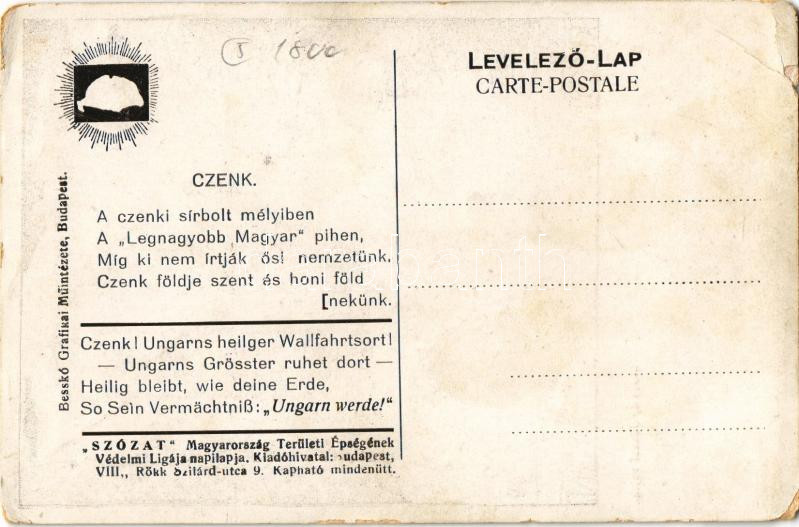 1800
LEVELEZŐ-LAP
CARTE-POSTALE
CZENK.
A czenki sírbolt mélyiben
A „Legnagyobb Magyar" pihen,
Míg ki nem írtják ősi nemzetünk.
Czenk földje szent és honi föld
[nekünk.
Czenk! Ungarns heilger Wallfahrtsort!
— Ungarns Grösster ruhet dort —
Heilig bleibt, wie deine Erde,
So Sein Vermächtniß: „Ungarn werde!"
„SZÓZAT" Magyarország Területi Épségének
Védelmi Ligája napilapja. Kiadóhivatal: Budapest,
VIII., Rökk Szilárd-utca 9. Kapható mindenütt.
Besskó Grafikai Műintézete, Budapest.